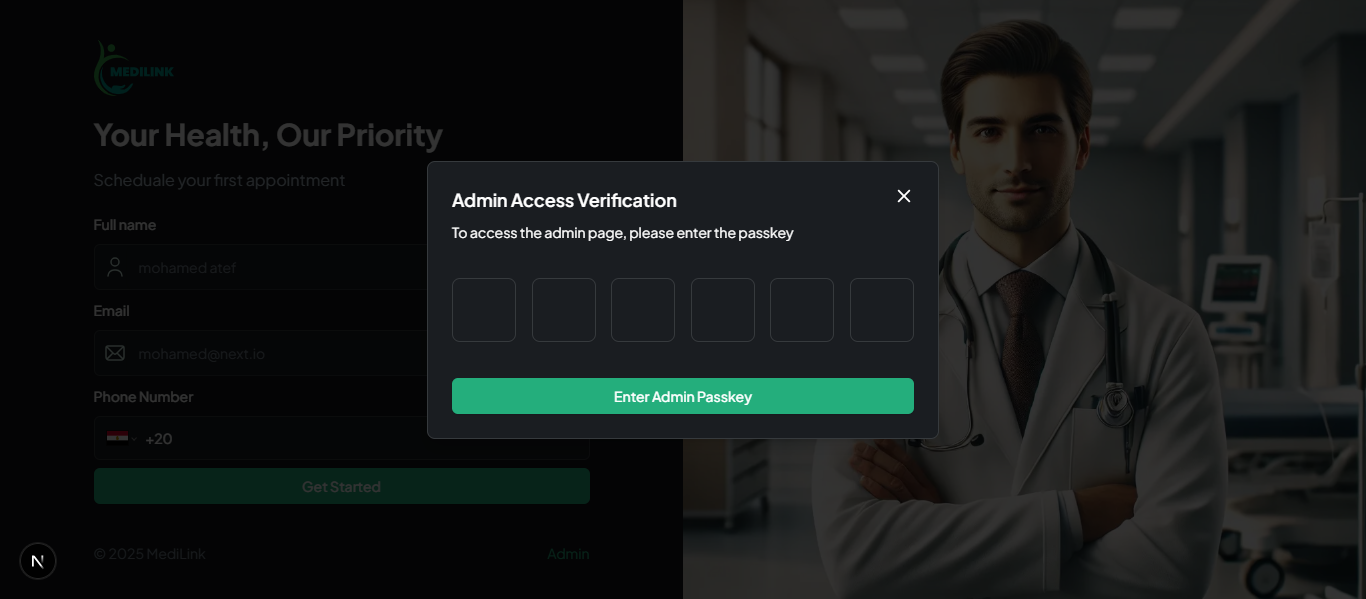 MEDILINK
Your Health, Our Priority
Scheduale your first appointment
Full name
mohamed atef
Email
mohamed@next.io
Phone Number
+20
Get Started
© 2025 MediLink
Admin
N
Admin Access Verification
To access the admin page, please enter the passkey
Enter Admin Passkey